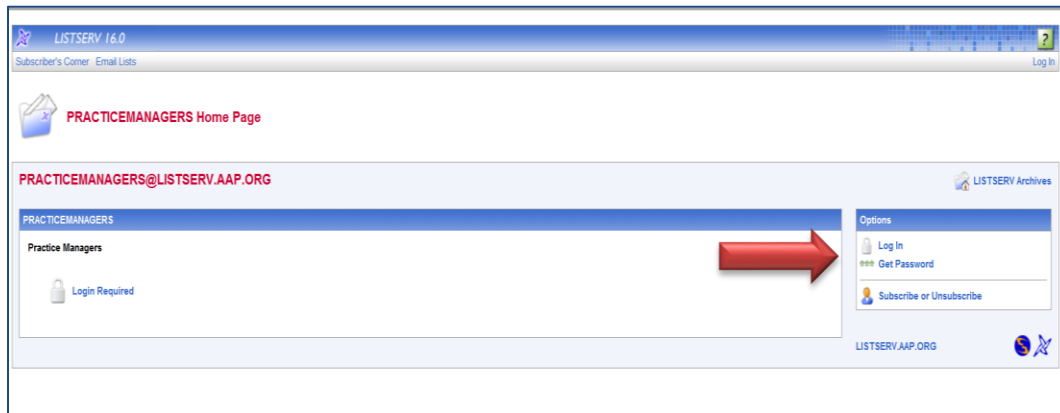 LISTSERV 16.0
?
Subscriber's Corner Email Lists
Log In
PRACTICEMANAGERS Home Page
PRACTICEMANAGERS@LISTSERV.AAP.ORG
LISTSERV Archives
PRACTICEMANAGERS
Practice Managers
Login Required
Options
Log In
Get Password
Subscribe or Unsubscribe
LISTSERV.AAP.ORG